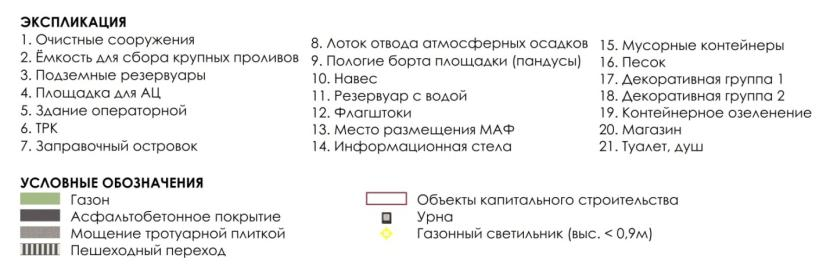 ЭКСПЛИКАЦИЯ
1. Очистные сооружения
2. Ёмкость для сбора крупных проливов
3. Подземные резервуары
4. Площадка для АЦ
5. Здание операторной
6. ТРК
7. Заправочный островок
8. Лоток отвода атмосферных осадков
9. Пологие борта площадки (пандусы)
10. Навес
11. Резервуар с водой
12. Флагштоки
13. Место размещения МАФ
14. Информационная стела
15. Мусорные контейнеры
16. Песок
17. Декоративная группа 1
18. Декоративная группа 2
19. Контейнерное озеленение
20. Магазин
21. Туалет, душ
УСЛОВНЫЕ ОБОЗНАЧЕНИЯ
Газон
Асфальтобетонное покрытие
Мощение тротуарной плиткой
Пешеходный переход
Объекты капитального строительства
Урна
Газонный светильник (выс. < 0,9м)